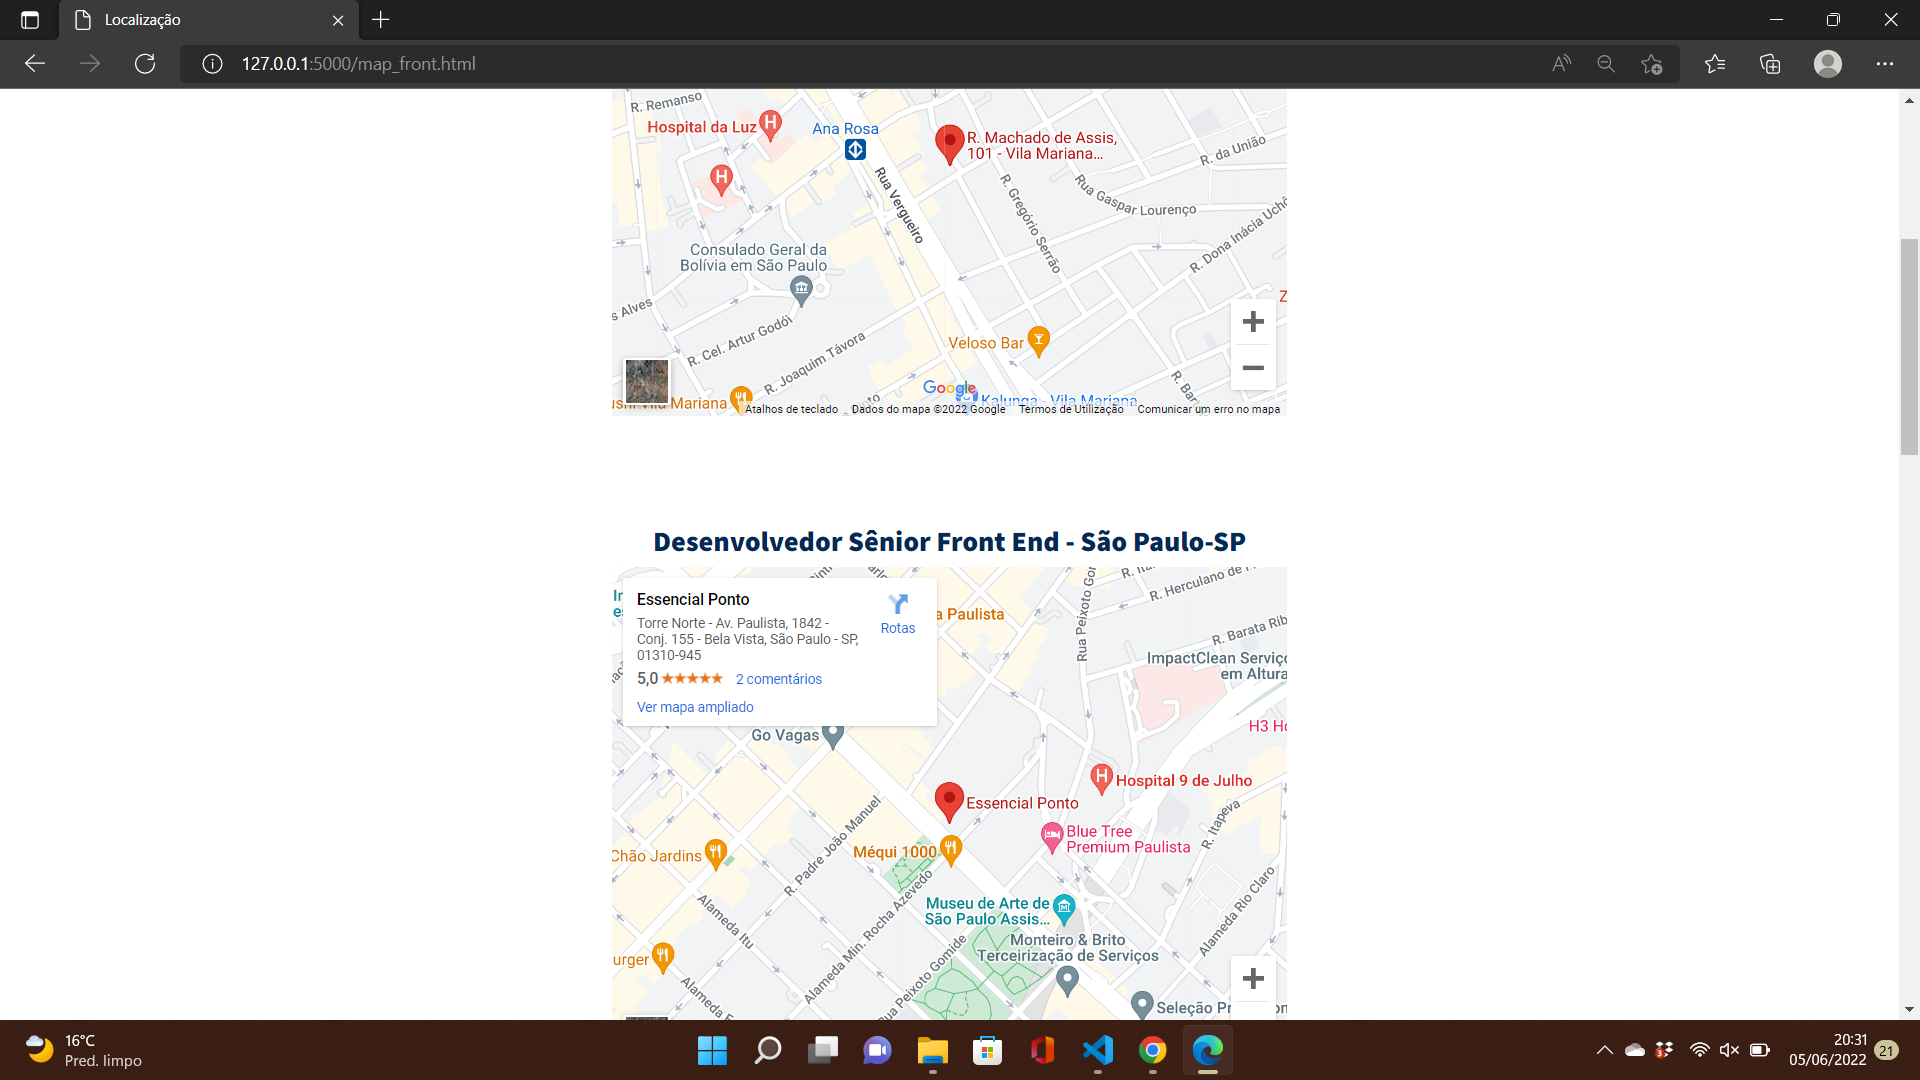 Localização
127.0.0.1:5000/map_front.html
R. Remanso
Hospital da Luz
Ana Rosa
R. Machado de Assis,
101 - Vila Mariana...
R. da União
Rua Vergueiro
R. Gregório Serrão
Rua Gaspar Lourenço
R. Dona Inácia Uchô
Consulado Geral da
Bolívia em São Paulo
s Alves
R. Cel. Artur Godói
R. Joaquim Távora
Veloso Bar
Z
R. Bar
Google
Kalunga - Vila Mariana
Mariana
Atalhos de teclado
Dados do mapa ©2022 Google
Termos de Utilização
Comunicar um erro no mapa
Desenvolvedor Sênior Front End - São Paulo-SP
Essencial Ponto
Torre Norte - Av. Paulista, 1842 -
Conj. 155 - Bela Vista, São Paulo - SP,
01310-945
Rotas
5,0
2 comentários
Ver mapa ampliado
a Paulista
Rua Peixoto Go
R. Herculano de
R. Barata Rib
ImpactClean Serviço
em Altura
H3 Ho
Go Vagas
Hospital 9 de Julho
Essencial Ponto
Blue Tree
Premium Paulista
R. Itapeva
R. Padre João Manuel
Méqui 1000
Chão Jardins
Museu de Arte de
São Paulo Assis...
Alameda Itu
Alameda Min. Rocha Azevedo
Alameda Rio Claro
Monteiro & Brito
Terceirização de Serviços
urger
Rua Peixoto Gomide
Alameda
Seleção
16°C
Pred. limpo
20:31
05/06/2022
21